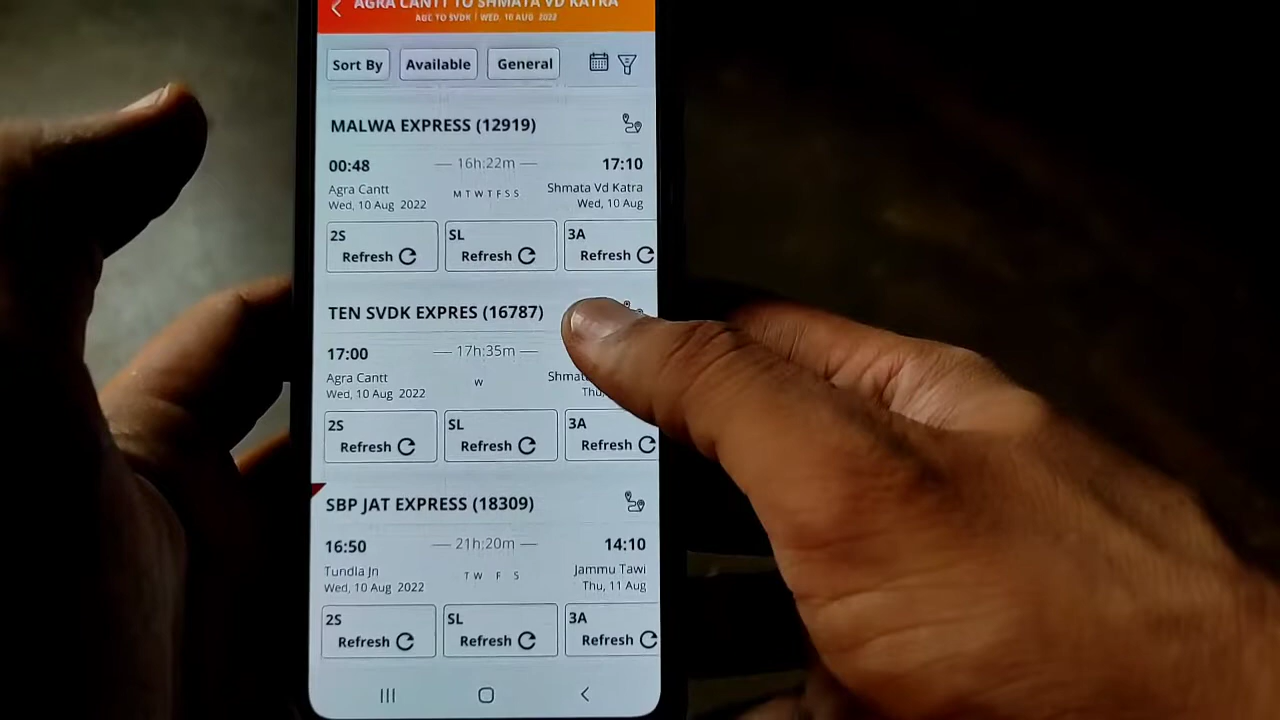 AGRA CANTT TO SHMATA VD KATRA
AGC TO SVDK | WED, 10 AUG 2022
Sort By Available General
MALWA EXPRESS (12919)
00:48 — 16h:22m — 17:10
Agra Cantt M T W T F S S Shmata Vd Katra
Wed, 10 Aug 2022 Wed, 10 Aug
2S SL 3A
Refresh Refresh Refresh
TEN SVDK EXPRES (16787)
17:00 — 17h:35m —
Agra Cantt W
Wed, 10 Aug 2022
2S SL 3A
Refresh Refresh Refresh
SBP JAT EXPRESS (18309)
16:50 — 21h:20m — 14:10
Tundla Jn T W F S Jammu Tawi
Wed, 10 Aug 2022 Thu, 11 Aug
2S SL 3A
Refresh Refresh Refresh